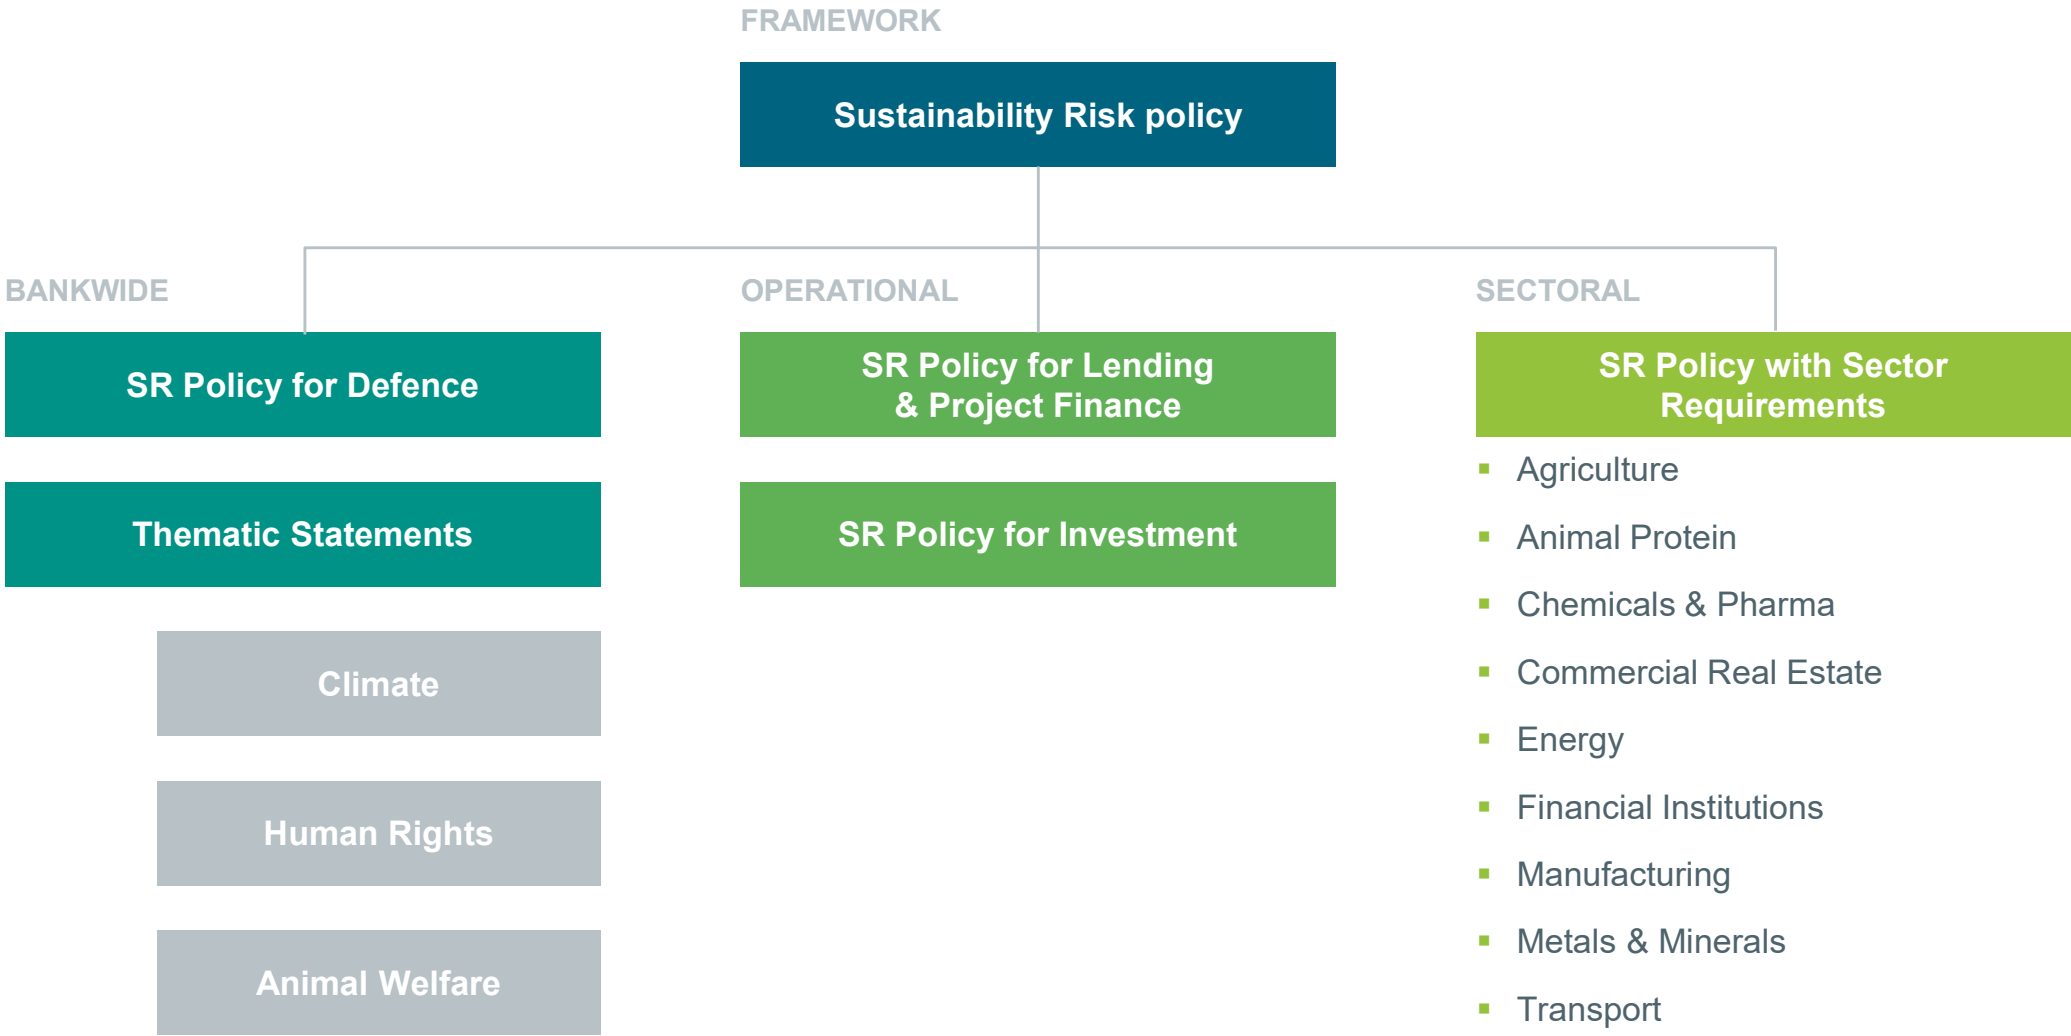 FRAMEWORK
Sustainability Risk policy
BANKWIDE
SR Policy for Defence
Thematic Statements
Climate
Human Rights
Animal Welfare
OPERATIONAL
SR Policy for Lending
& Project Finance
SR Policy for Investment
SECTORAL
SR Policy with Sector
Requirements
Agriculture
Animal Protein
Chemicals & Pharma
Commercial Real Estate
Energy
Financial Institutions
Manufacturing
Metals & Minerals
Transport